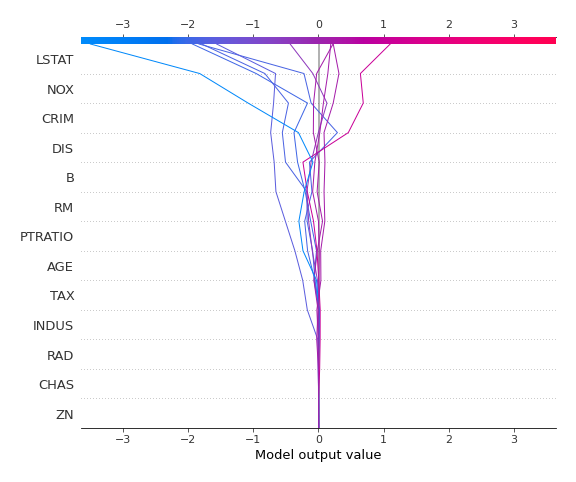 −3 −2 −1 0 1 2 3
LSTAT
NOX
CRIM
DIS
B
RM
PTRATIO
AGE
TAX
INDUS
RAD
CHAS
ZN
−3 −2 −1 0 1 2 3
Model output value